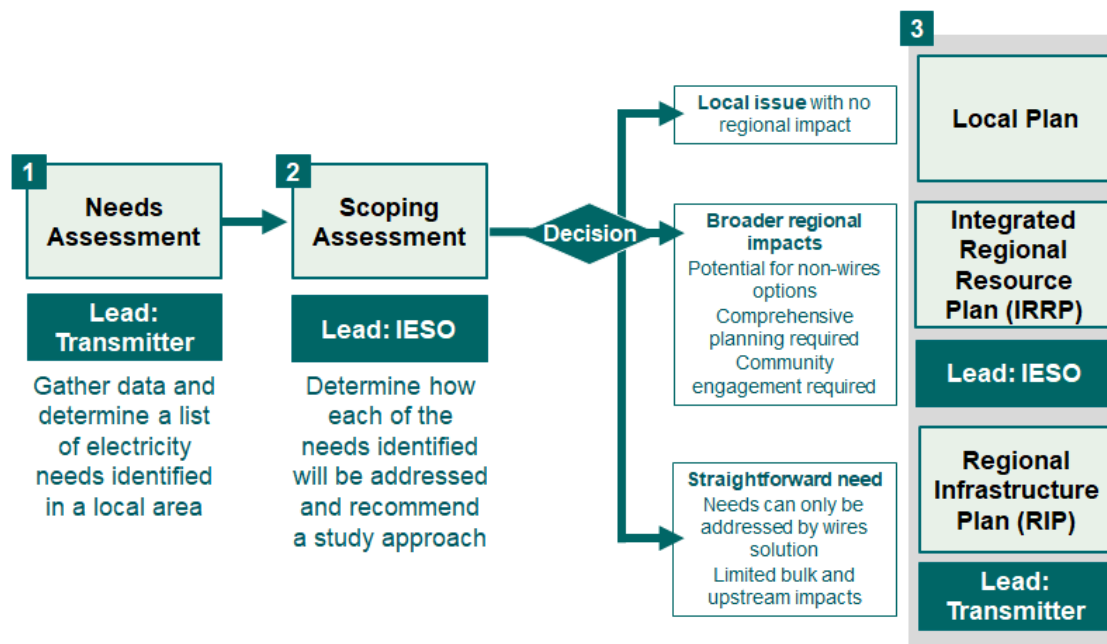 1
Needs
Assessment
Lead:
Transmitter
Gather data and
determine a list
of electricity
needs identified
in a local area
2
Scoping
Assessment
Lead: IESO
Determine how
each of the
needs identified
will be addressed
and recommend
a study approach
Decision
Local issue with no
regional impact
Broader regional
impacts
Potential for non-wires
options
Comprehensive
planning required
Community
engagement required
Straightforward need
Needs can only be
addressed by wires
solution
Limited bulk and
upstream impacts
3
Local Plan
Integrated
Regional
Resource
Plan (IRRP)
Lead: IESO
Regional
Infrastructure
Plan (RIP)
Lead:
Transmitter